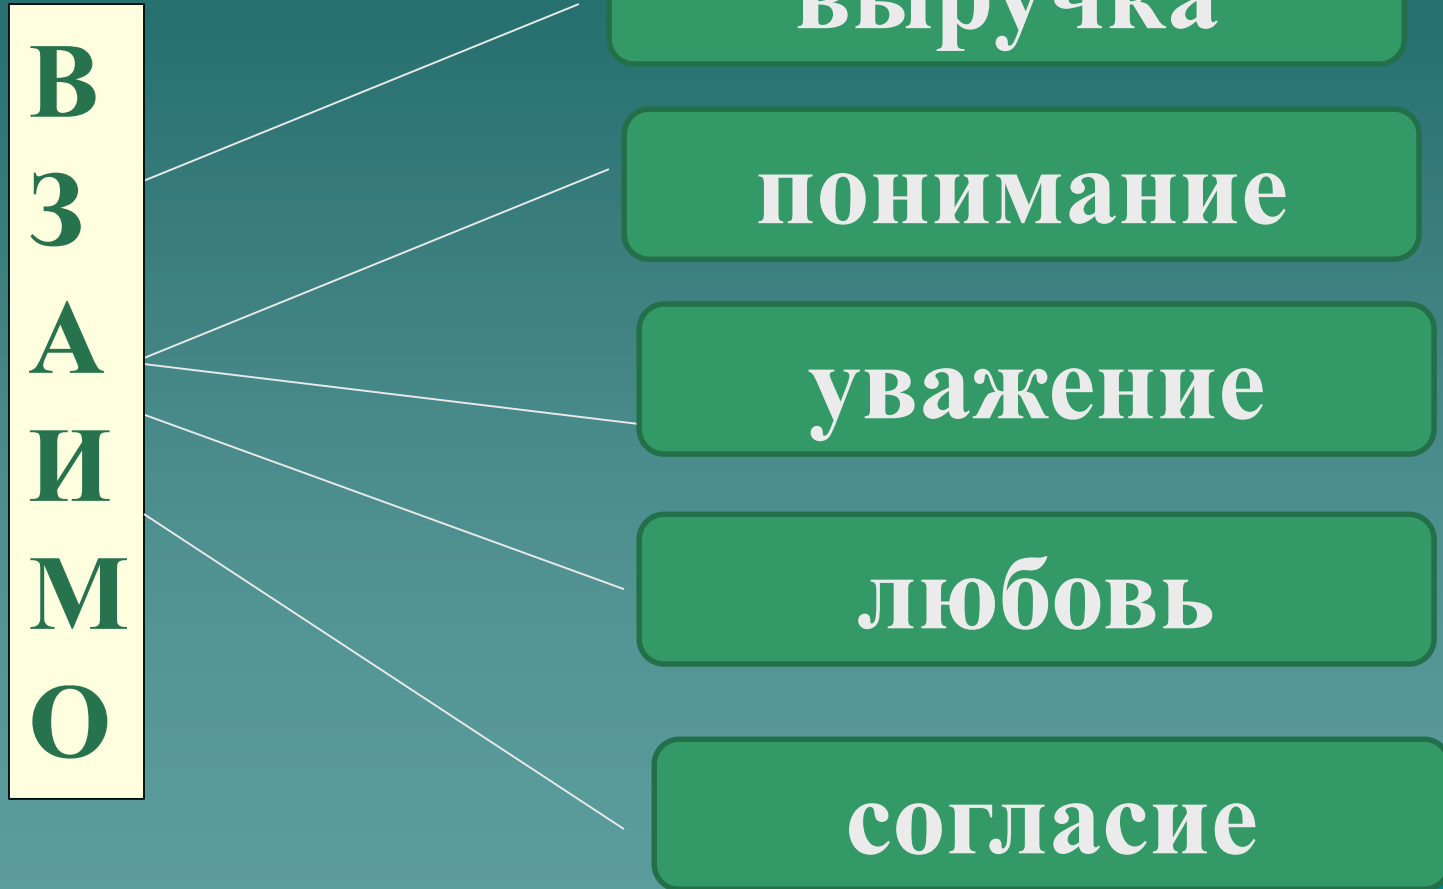 В
З
А
И
М
О
выручка
понимание
уважение
любовь
согласие